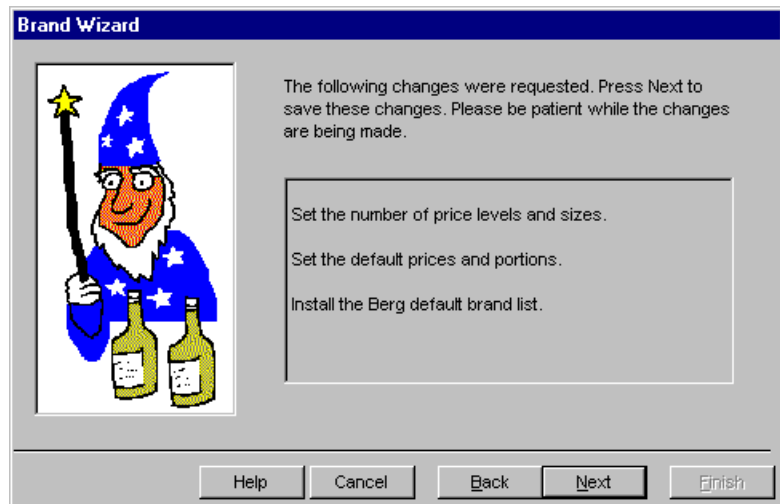 Brand Wizard
The following changes were requested. Press Next to
save these changes. Please be patient while the changes
are being made.
Set the number of price levels and sizes.
Set the default prices and portions.
Install the Berg default brand list.
Help
Cancel
Back
Next
Finish